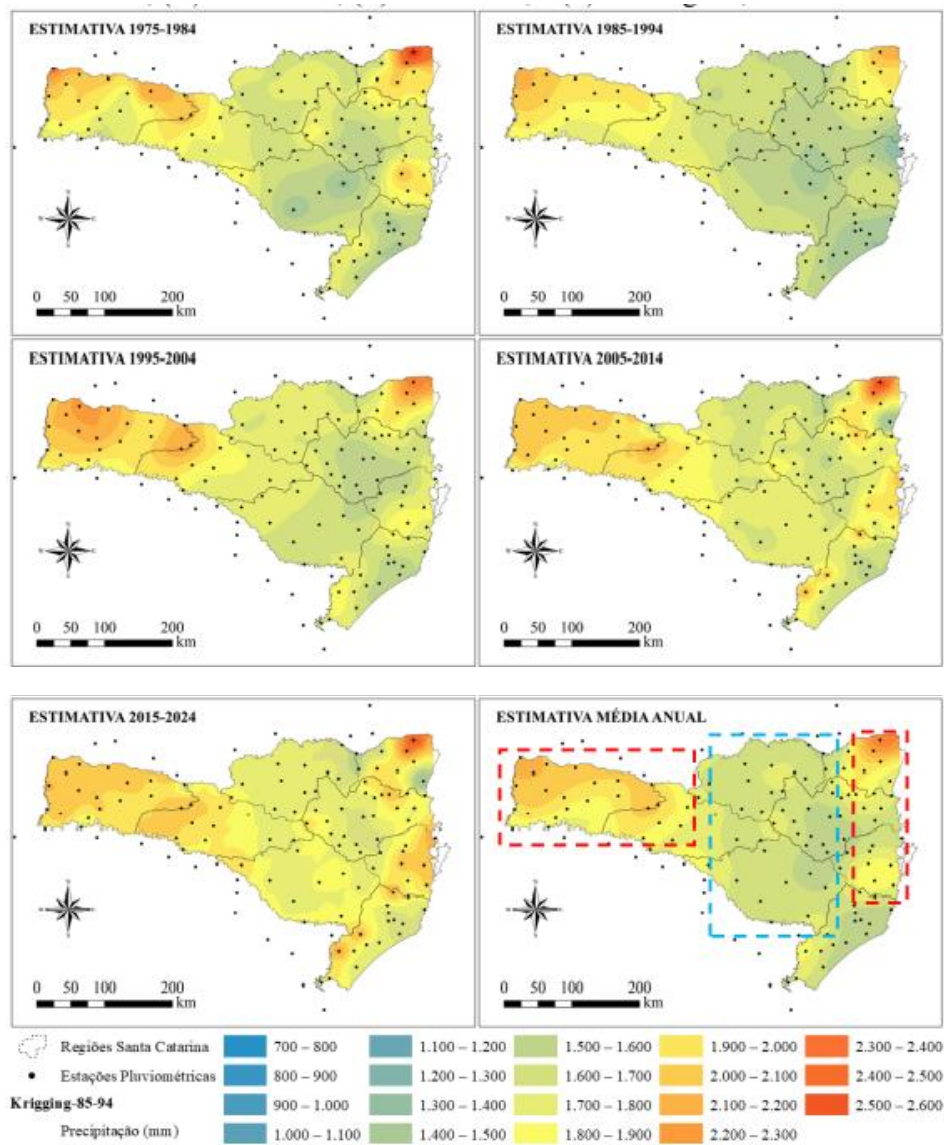 ESTIMATIVA 1975-1984
ESTIMATIVA 1985-1994
0 50 100 200
km
0 50 100 200
km
ESTIMATIVA 1995-2004
ESTIMATIVA 2005-2014
0 50 100 200
km
0 50 100 200
km
ESTIMATIVA 2015-2024
ESTIMATIVA MÉDIA ANUAL
0 50 100 200
km
0 50 100 200
km
Regiões Santa Catarina 700 – 800 1.100 – 1.200 1.500 – 1.600 1.900 – 2.000 2.300 – 2.400
Estações Pluviométricas 800 – 900 1.200 – 1.300 1.600 – 1.700 2.000 – 2.100 2.400 – 2.500
Krigging-85-94 900 – 1.000 1.300 – 1.400 1.700 – 1.800 2.100 – 2.200 2.500 – 2.600
Precipitação (mm) 1.000 – 1.100 1.400 – 1.500 1.800 – 1.900 2.200 – 2.300